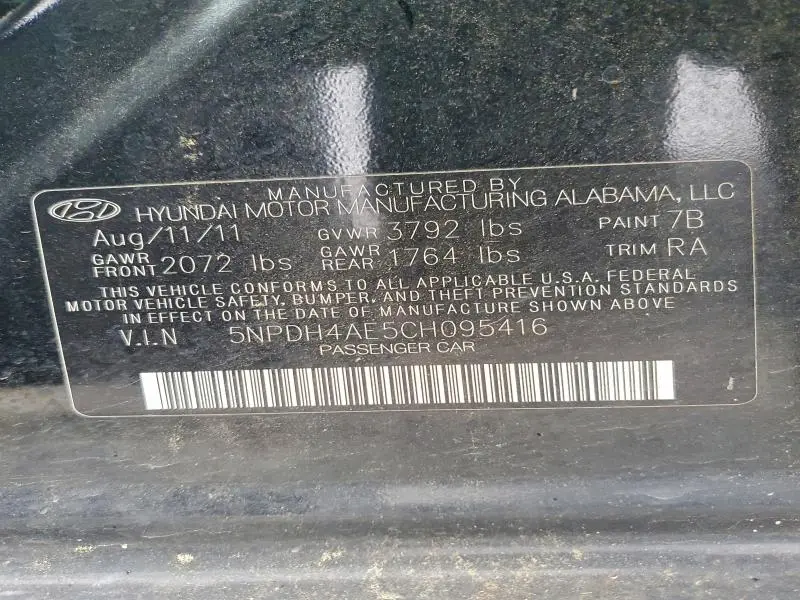 MANUFACTURED BY
HYUNDAI MOTOR MANUFACTURING ALABAMA, LLC
Aug/11/11 GVWR 3792 lbs PAINT 7B
GAWR FRONT 2072 lbs GAWR REAR 1764 lbs TRIM RA
THIS VEHICLE CONFORMS TO ALL APPLICABLE U.S.A. FEDERAL
MOTOR VEHICLE SAFETY, BUMPER, AND THEFT PREVENTION STANDARDS
IN EFFECT ON THE DATE OF MANUFACTURE SHOWN ABOVE.
V.I.N 5NPDH4AE5CH095416
PASSENGER CAR